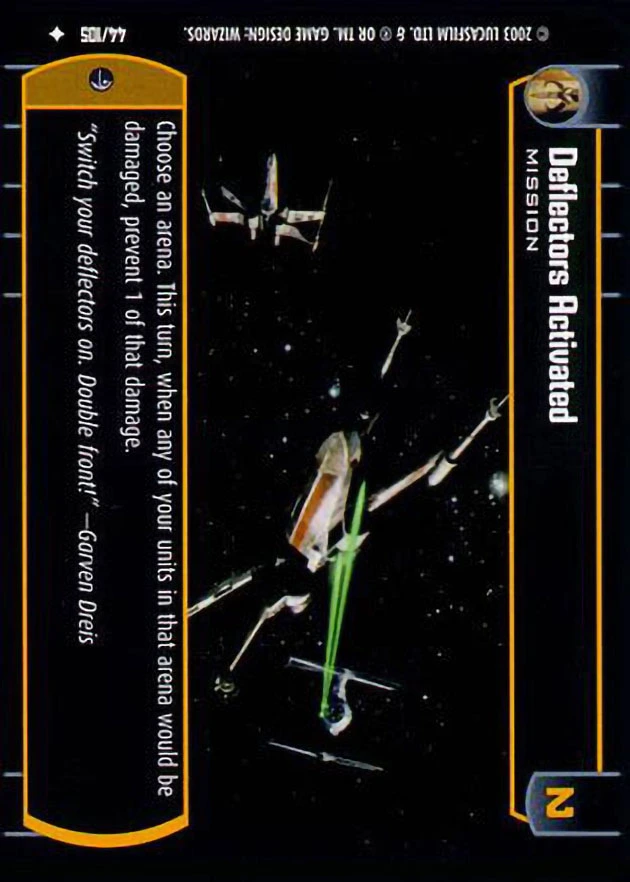 Deflectors Activated
2
MISSION
Choose an arena. This turn, when any of your units in that arena would be
damaged, prevent 1 of that damage.
"Switch your deflectors on. Double front!" —Garven Dreis
© 2003 LUCASFILM LTD. & ® OR TM. GAME DESIGN: WIZARDS.
44/105